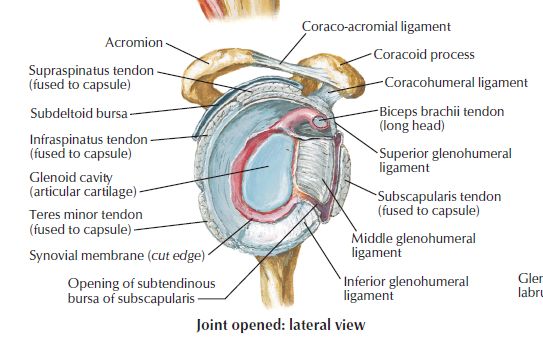 Coraco-acromial ligament
Acromion
Coracoid process
Supraspinatus tendon
(fused to capsule)
Coracohumeral ligament
Subdeltoid bursa
Biceps brachii tendon
(long head)
Infraspinatus tendon
(fused to capsule)
Superior glenohumeral
ligament
Glenoid cavity
(articular cartilage)
Subscapularis tendon
(fused to capsule)
Teres minor tendon
(fused to capsule)
Middle glenohumeral
ligament
Synovial membrane (cut edge)
Opening of subtendinous
bursa of subscapularis
Inferior glenohumeral
ligament
Glen
labru
Joint opened: lateral view